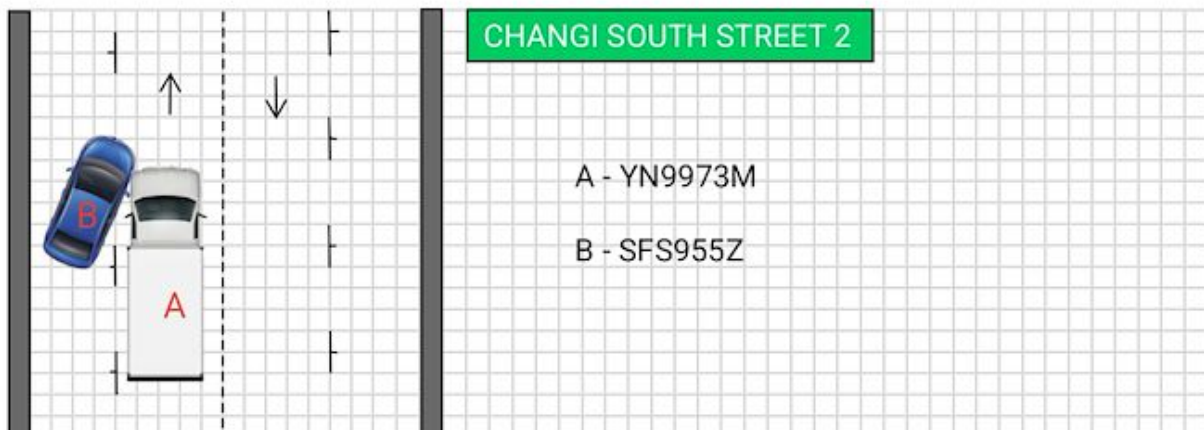 CHANGI SOUTH STREET 2
A - YN9973M
B
B - SFS955Z
A